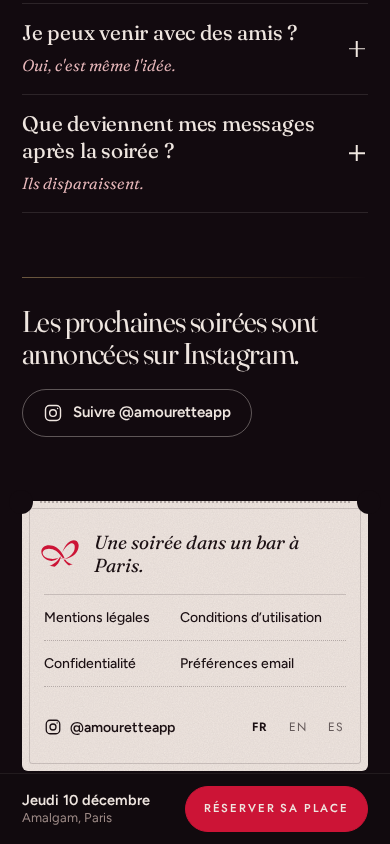 Je peux venir avec des amis ?
Oui, c'est même l'idée.
Que deviennent mes messages
après la soirée ?
Ils disparaissent.
Les prochaines soirées sont
annoncées sur Instagram.
Suivre @amouretteapp
Une soirée dans un bar à
Paris.
Mentions légales Conditions d’utilisation
Confidentialité Préférences email
@amouretteapp FR EN ES
Jeudi 10 décembre
Amalgam, Paris
RÉSERVER SA PLACE